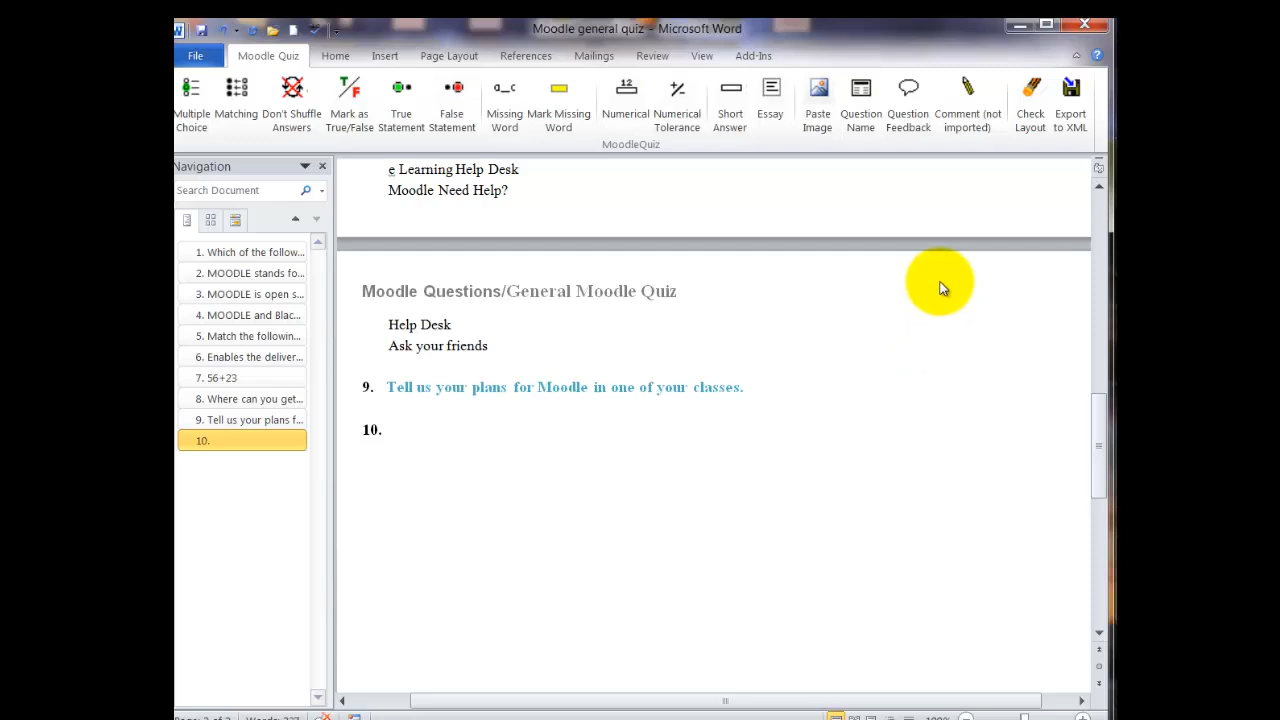 Moodle general quiz - Microsoft Word
File Moodle Quiz Home Insert Page Layout References Mailings Review View Add-Ins
Multiple Choice
Matching
Don't Shuffle Answers
Mark as True/False
True Statement
False Statement
Missing Word
Mark Missing Word
Numerical
Numerical Tolerance
Short Answer
Essay
Paste Image
Question Name
Question Feedback
Comment (not imported)
Check Layout
Export to XML
MoodleQuiz
Navigation
Search Document
1. Which of the follow...
2. MOODLE stands fo...
3. MOODLE is open s...
4. MOODLE and Blac...
5. Match the followin...
6. Enables the deliver...
7. 56+23
8. Where can you get...
9. Tell us your plans f...
10.
e Learning Help Desk
Moodle Need Help?
Moodle Questions/General Moodle Quiz
Help Desk
Ask your friends
9. Tell us your plans for Moodle in one of your classes.
10.